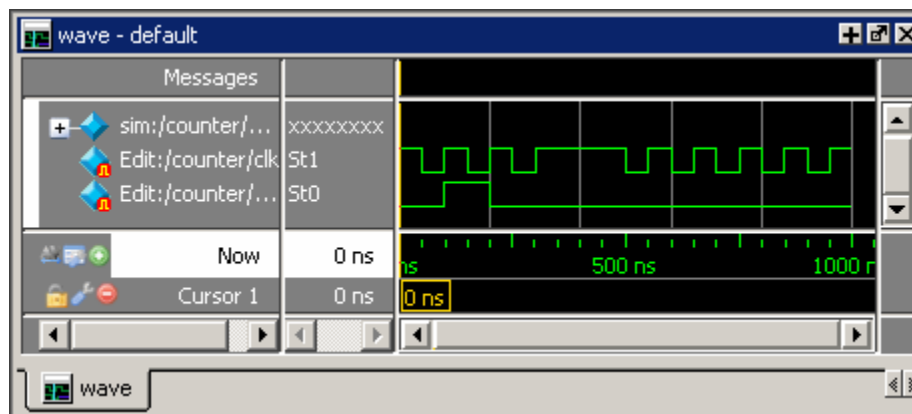 wave - default
Messages
sim:/counter/... xxxxxxxx
Edit:/counter/clk St1
Edit:/counter/... St0
Now 0 ns
ns 500 ns 1000 n
Cursor 1 0 ns 0 ns
wave